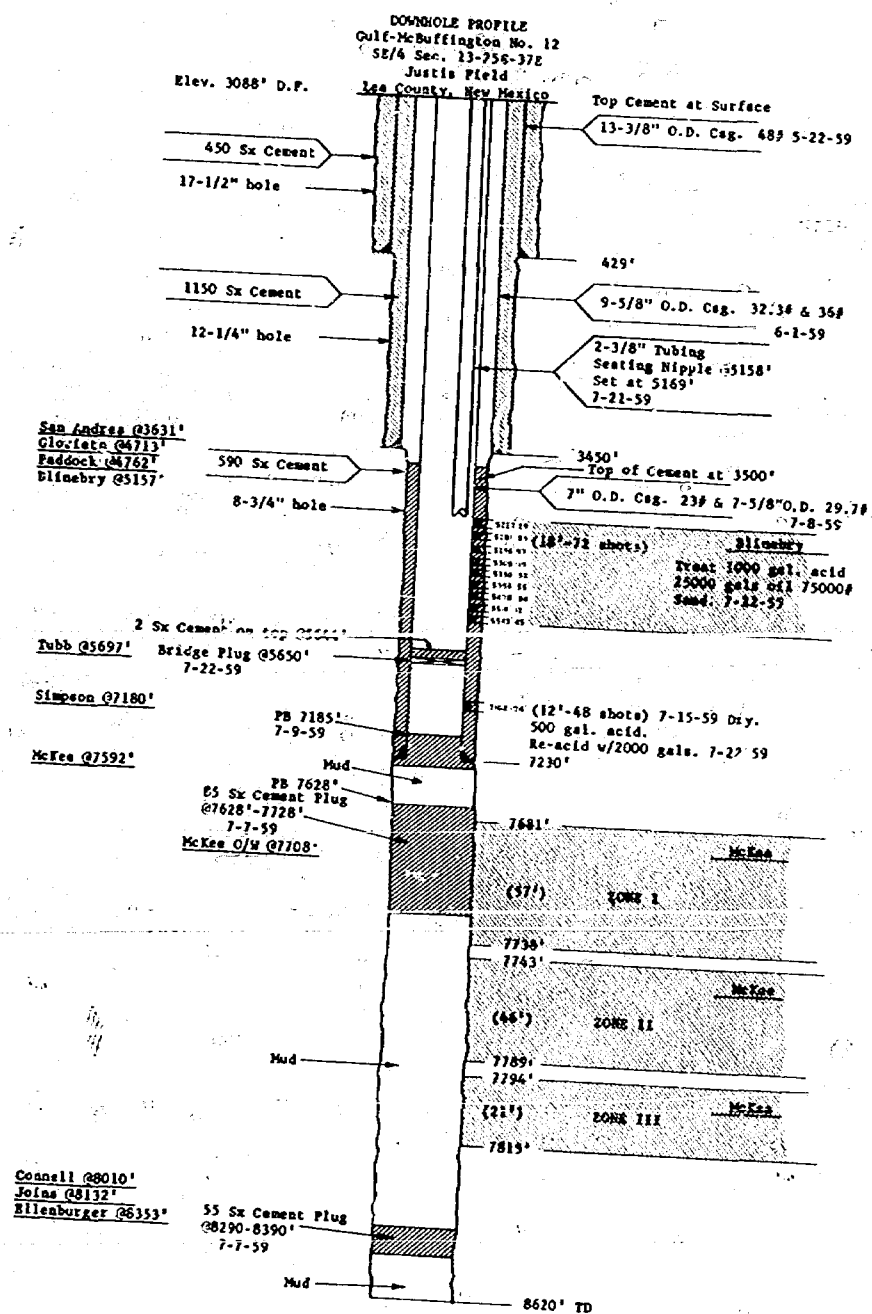 DOWNHOLE PROFILE
Gulf-McBuffington No. 12
SE/4 Sec. 13-25S-37E
Justis Field
Lea County, New Mexico
Elev. 3088' D.F.
Top Cement at Surface
13-3/8" O.D. Csg. 48# 5-22-59
450 Sx Cement
17-1/2" hole
429'
1150 Sx Cement
9-5/8" O.D. Csg. 32.3# & 36#
6-1-59
12-1/4" hole
2-3/8" Tubing
Seating Nipple @5158'
Set at 5169'
7-21-59
San Andres @3631'
Glorieta @4713'
Paddock @4762'
Blinebry @5157'
3450'
590 Sx Cement
Top of Cement at 3500'
8-3/4" hole
7" O.D. Csg. 23# & 7-5/8" O.D. 29.7#
7-8-59
(18'-72 shots)
Blinebry
Treat 1000 gal. acid
25000 gals oil 75000#
Sand. 7-22-59
2 Sx Cement on top
Tubb @5697'
Bridge Plug @5650'
7-22-59
Simpson @7180'
(12'-48 shots) 7-15-59 Dry.
500 gal. acid.
Re-acid w/2000 gals.
PB 7185'
7-9-59
7230'
McKee @7592'
Mud
PB 7628'
85 Sx Cement Plug
@7628'-7728'
7-7-59
McKee O/W @7708'
7681'
McKee
(57')
ZONE I
7738'
7743'
McKee
(46')
ZONE II
Mud
7789'
7794'
McKee
(21')
ZONE III
7815'
Connell @8010'
Joins @8132'
Ellenburger @8353'
55 Sx Cement Plug
@8290-8390'
7-7-59
Mud
8620' TD